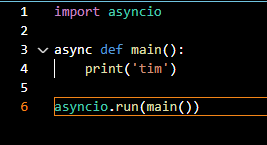 1 import asyncio
2
3 async def main():
4     print('tim')
5
6 asyncio.run(main())